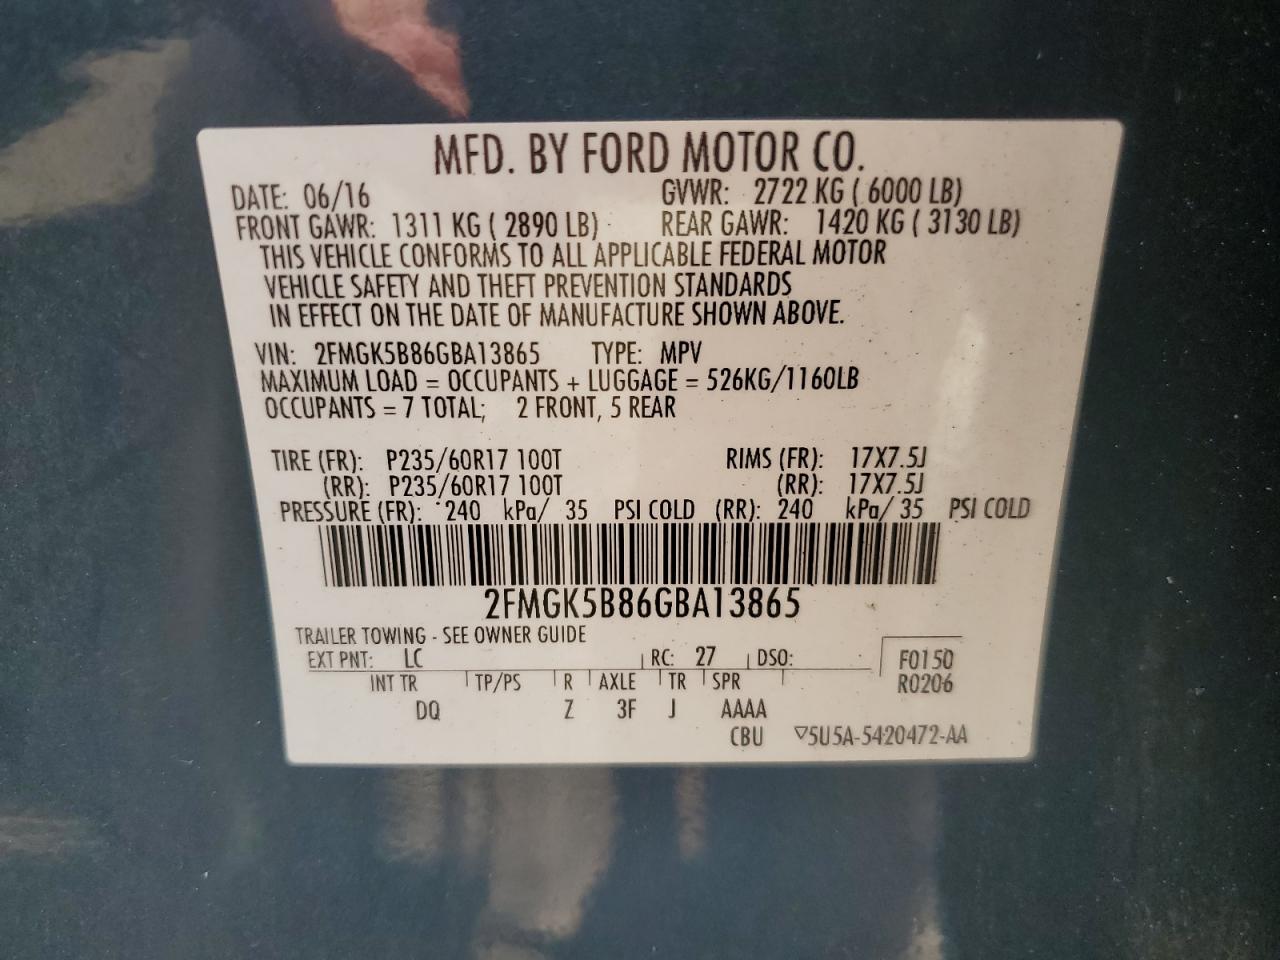 MFD. BY FORD MOTOR CO.
DATE: 06/16 GVWR: 2722 KG ( 6000 LB)
FRONT GAWR: 1311 KG ( 2890 LB) REAR GAWR: 1420 KG ( 3130 LB)
THIS VEHICLE CONFORMS TO ALL APPLICABLE FEDERAL MOTOR
VEHICLE SAFETY AND THEFT PREVENTION STANDARDS
IN EFFECT ON THE DATE OF MANUFACTURE SHOWN ABOVE.
VIN: 2FMGK5B86GBA13865 TYPE: MPV
MAXIMUM LOAD = OCCUPANTS + LUGGAGE = 526KG/1160LB
OCCUPANTS = 7 TOTAL; 2 FRONT, 5 REAR
TIRE (FR): P235/60R17 100T RIMS (FR): 17X7.5J
(RR): P235/60R17 100T (RR): 17X7.5J
PRESSURE (FR): 240 kPa/ 35 PSI COLD (RR): 240 kPa/ 35 PSI COLD
2FMGK5B86GBA13865
TRAILER TOWING - SEE OWNER GUIDE
EXT PNT: LC RC: 27 DSO: F0150
INT TR TP/PS R AXLE TR SPR R0206
DQ Z 3F J AAAA
CBU ▽5U5A-5420472-AA